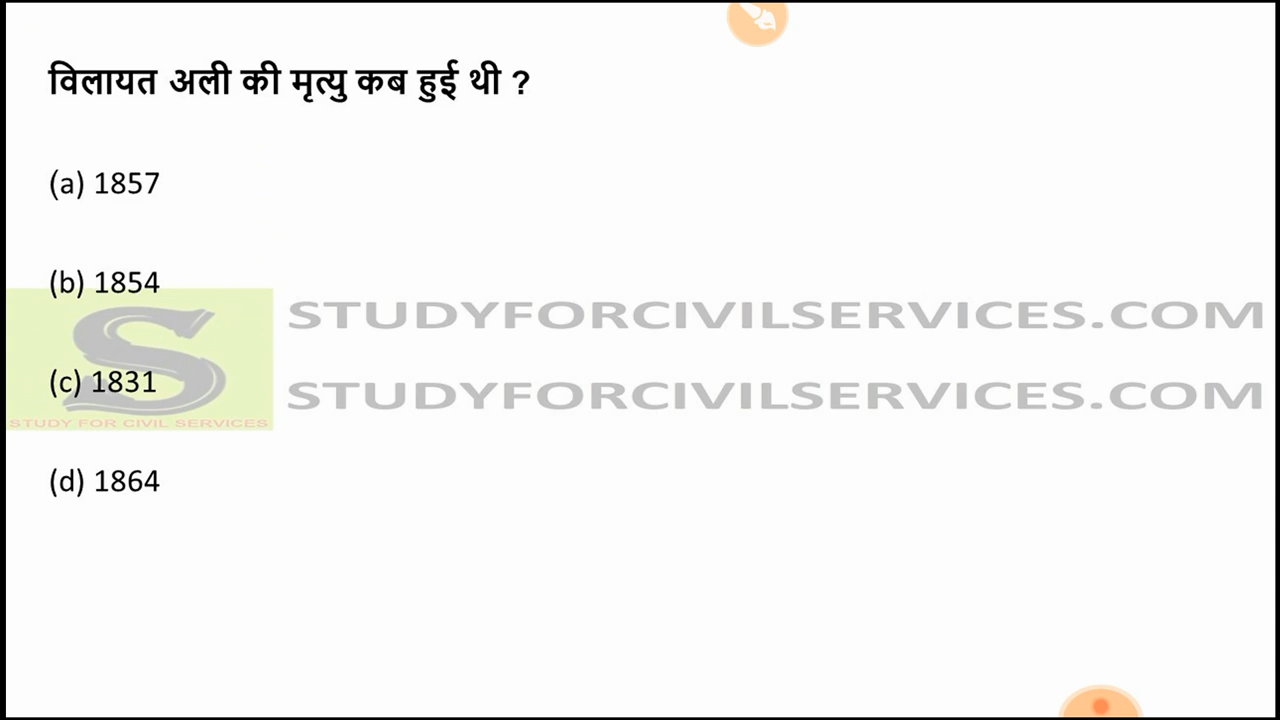 विलायत अली की मृत्यु कब हुई थी ?
(a) 1857
(b) 1854
STUDYFORCIVILSERVICES.COM
(c) 1831
STUDYFORCIVILSERVICES.COM
S
STUDY FOR CIVIL SERVICES
(d) 1864